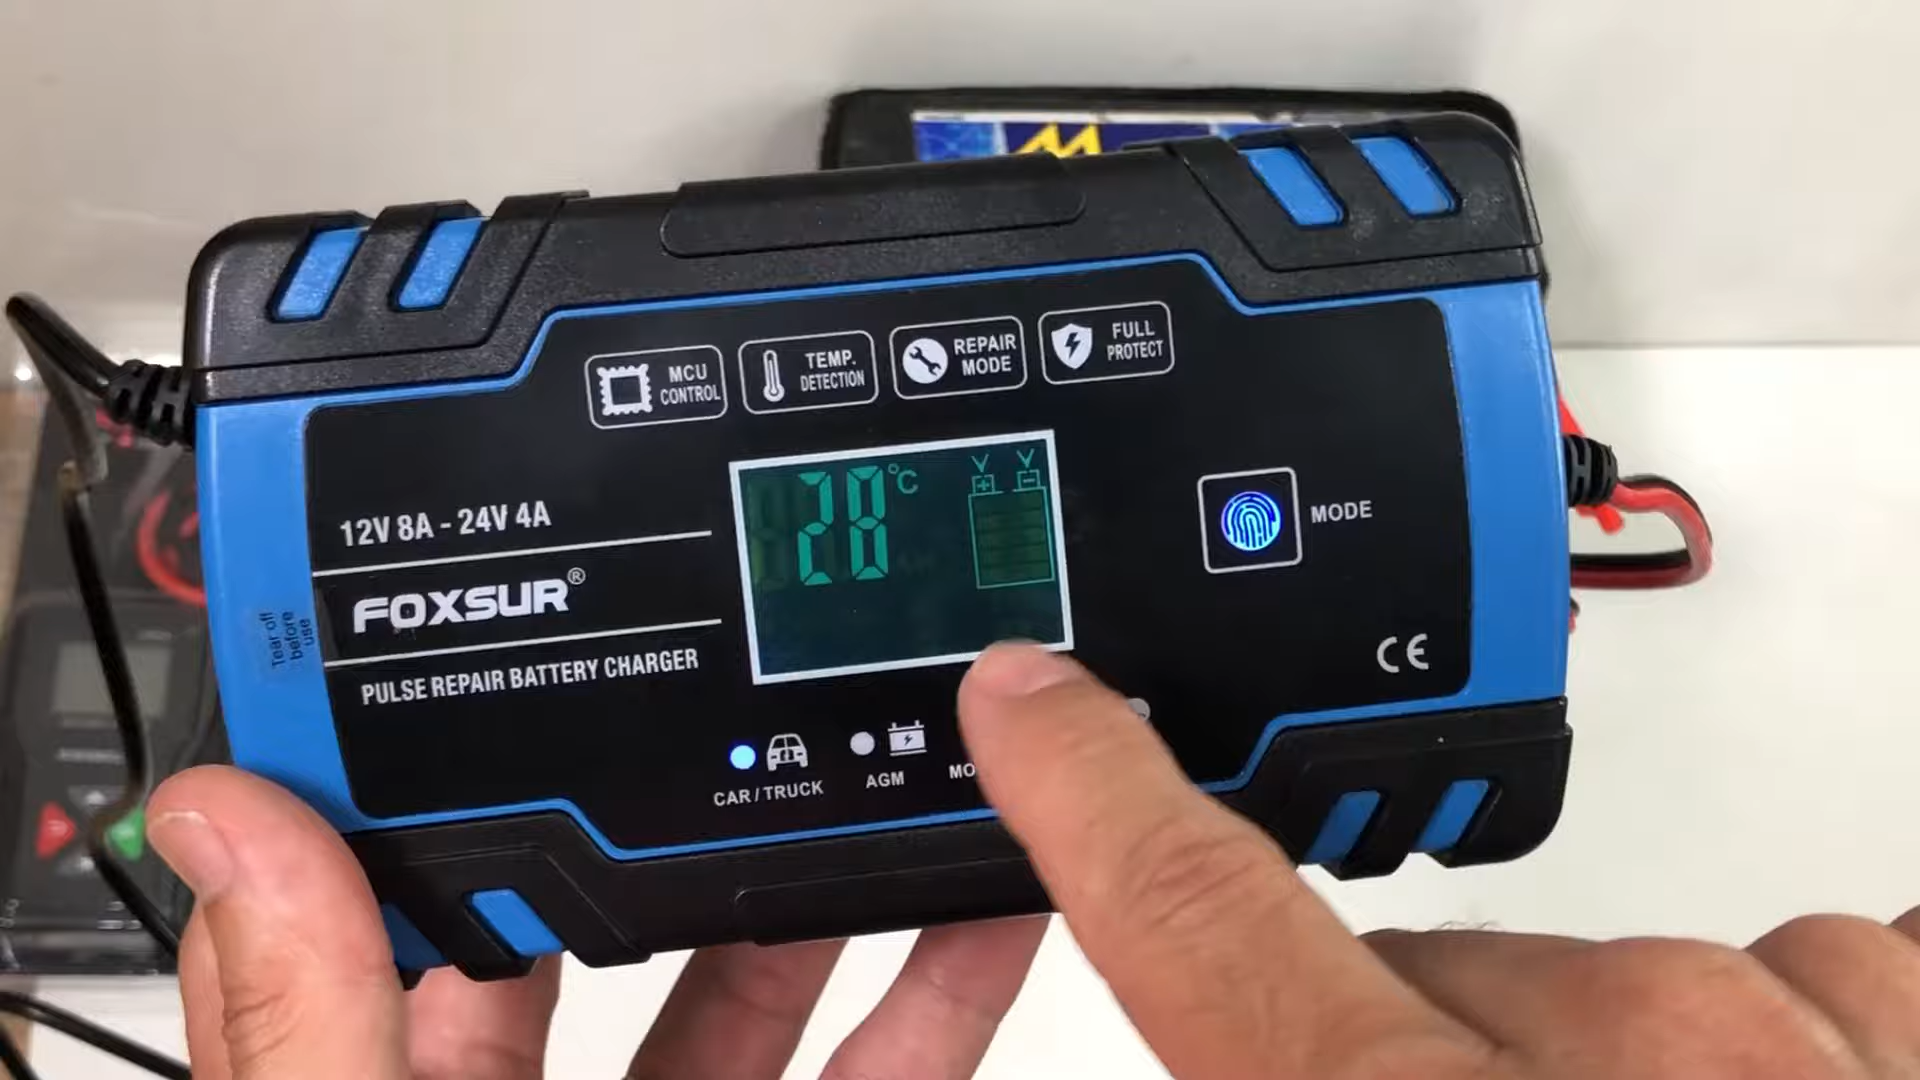 MCU
CONTROL
TEMP.
DETECTION
REPAIR
MODE
FULL
PROTECT
28°C
12V 8A - 24V 4A
FOXSUR®
PULSE REPAIR BATTERY CHARGER
Tear off
before
use
MODE
CE
CAR / TRUCK
AGM
MO